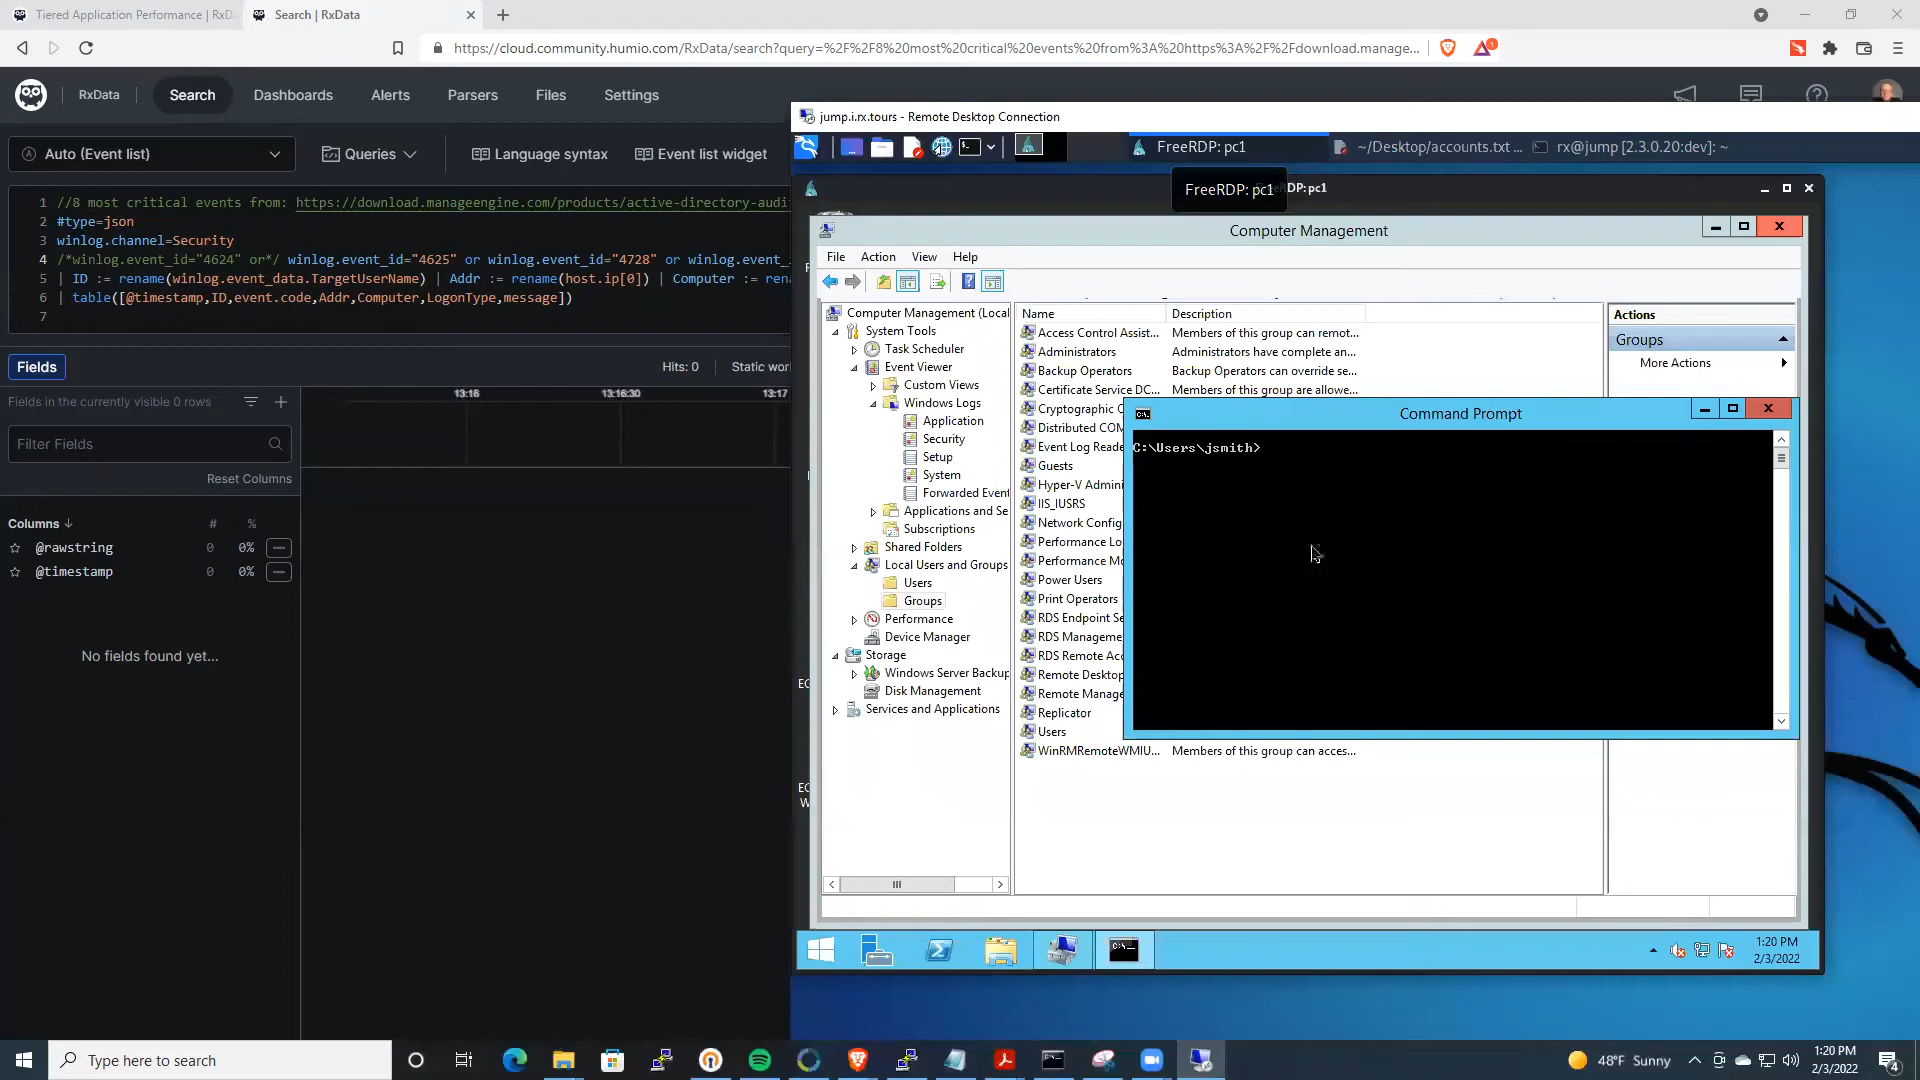 Tiered Application Performance | RxD
Search | RxData
https://cloud.community.humio.com/RxData/search?query=%2F%2F8%20most%20critical%20events%20from%3A%20https%3A%2F%2Fdownload.manage...
RxData
Search
Dashboards
Alerts
Parsers
Files
Settings
Auto (Event list)
Queries
Language syntax
Event list widget
1 //8 most critical events from: https://download.manageengine.com/products/active-directory-audi
2 #type=json
3 winlog.channel=Security
4 /*winlog.event_id="4624" or*/ winlog.event_id="4625" or winlog.event_id="4728" or winlog.event_i
5 | ID := rename(winlog.event_data.TargetUserName) | Addr := rename(host.ip[0]) | Computer := rena
6 | table([@timestamp,ID,event.code,Addr,Computer,LogonType,message])
7
Fields
Hits: 0
Static wor
Fields in the currently visible 0 rows
13:16
13:16:30
13:17
Filter Fields
Reset Columns
Columns
# %
@rawstring 0 0%
@timestamp 0 0%
No fields found yet...
jump.i.rx.tours - Remote Desktop Connection
FreeRDP: pc1
~/Desktop/accounts.txt ...
rx@jump [2.3.0.20:dev]: ~
FreeRDP: pc1
DP: pc1
Computer Management
File Action View Help
Computer Management (Local
System Tools
Task Scheduler
Event Viewer
Custom Views
Windows Logs
Application
Security
Setup
System
Forwarded Event
Applications and Se
Subscriptions
Shared Folders
Local Users and Groups
Users
Groups
Performance
Device Manager
Storage
Windows Server Backup
Disk Management
Services and Applications
Name Description
Access Control Assist... Members of this group can remot...
Administrators Administrators have complete an...
Backup Operators Backup Operators can override se...
Certificate Service DC... Members of this group are allowe...
Cryptographic C
Distributed COM
Event Log Reade
Guests
Hyper-V Admini
IIS_IUSRS
Network Config
Performance Lo
Performance Mo
Power Users
Print Operators
RDS Endpoint Se
RDS Manageme
RDS Remote Acc
Remote Desktop
Remote Manage
Replicator
Users
WinRMRemoteWMIU... Members of this group can acces...
Actions
Groups
More Actions
Command Prompt
C:\Users\jsmith>
1:20 PM
2/3/2022
Type here to search
48°F Sunny
1:20 PM
2/3/2022
4